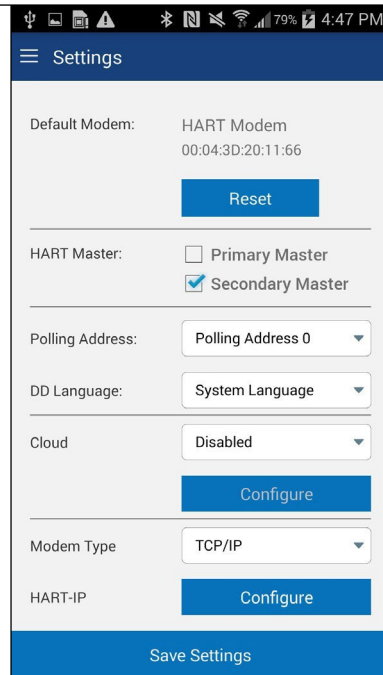 79% 4:47 PM
Settings
Default Modem: HART Modem
00:04:3D:20:11:66
Reset
HART Master: Primary Master
Secondary Master
Polling Address: Polling Address 0
DD Language: System Language
Cloud Disabled
Configure
Modem Type TCP/IP
HART-IP Configure
Save Settings